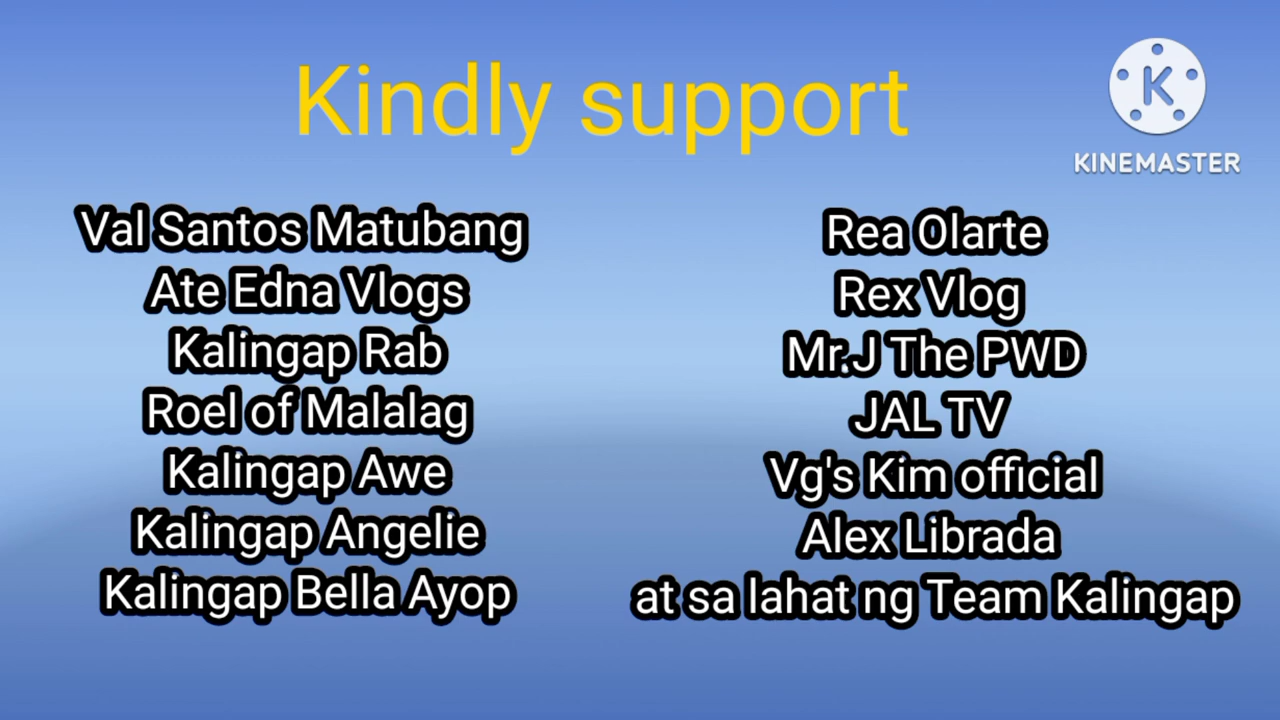 Kindly support
K
KINEMASTER
Val Santos Matubang
Ate Edna Vlogs
Kalingap Rab
Roel of Malalag
Kalingap Awe
Kalingap Angelie
Kalingap Bella Ayop
Rea Olarte
Rex Vlog
Mr.J The PWD
JAL TV
Vg's Kim official
Alex Librada
at sa lahat ng Team Kalingap